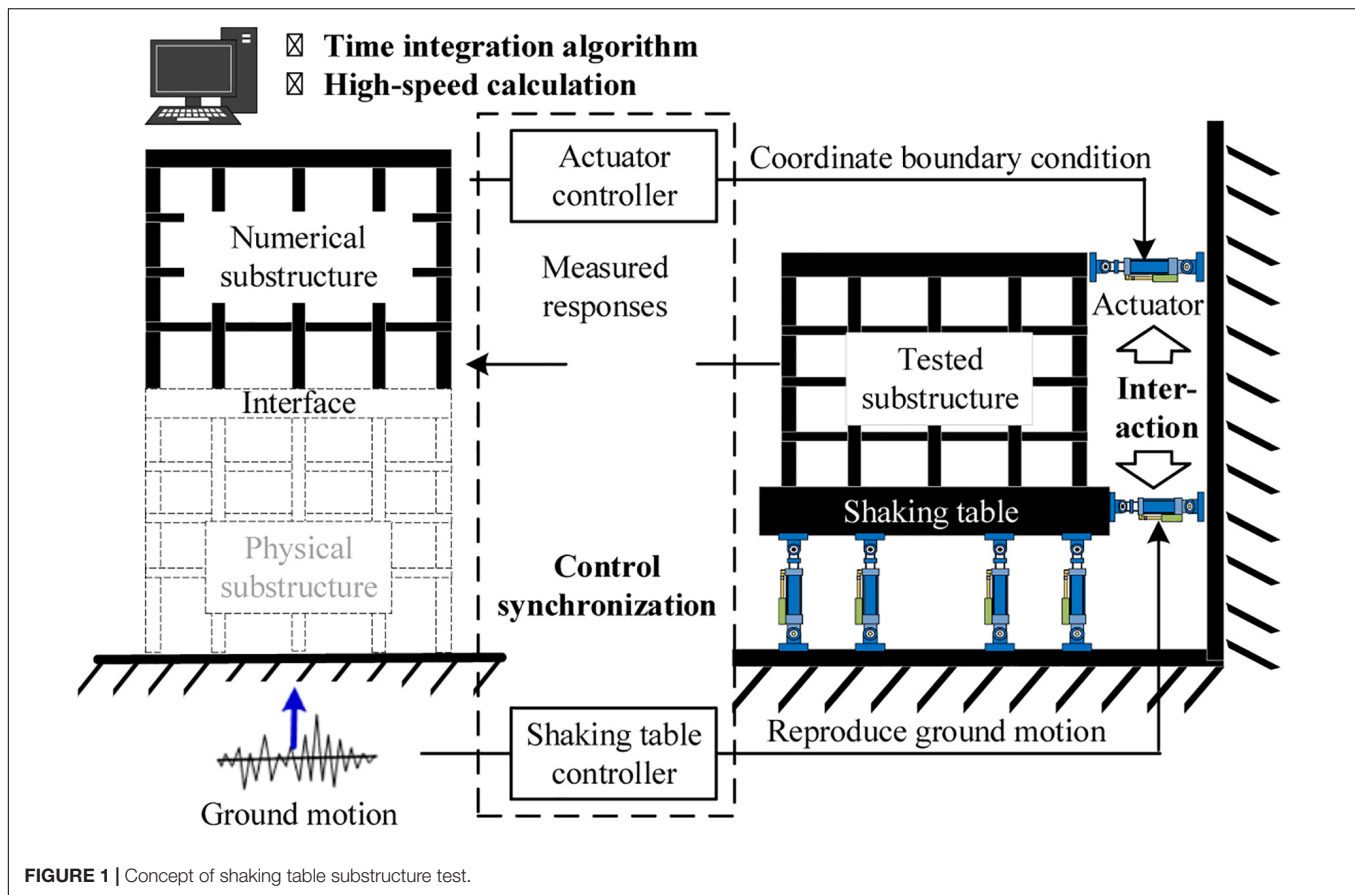 ☒ Time integration algorithm
☒ High-speed calculation
Actuator
controller
Coordinate boundary condition
Numerical
substructure
Measured
responses
Actuator
Tested
substructure
Inter-
action
Interface
Shaking table
Physical
substructure
Control
synchronization
Shaking table
controller
Reproduce ground motion
Ground motion
FIGURE 1 | Concept of shaking table substructure test.